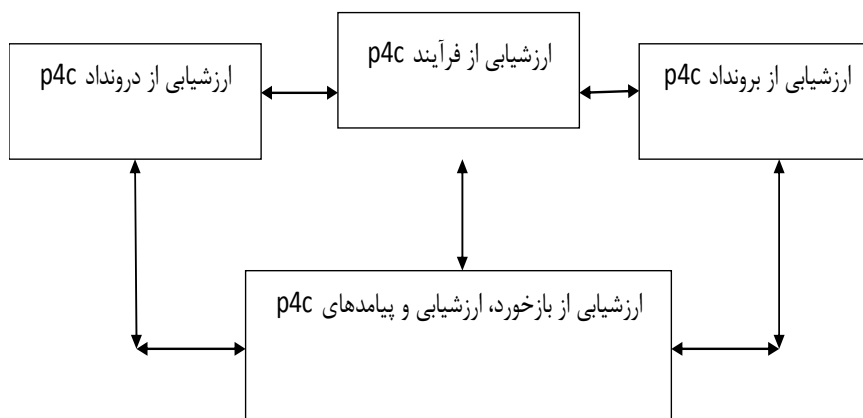 ارزشیابی از فرآیند p4c
ارزشیابی از برونداد p4c
ارزشیابی از درونداد p4c
ارزشیابی از بازخورد، ارزشیابی و پیامدهای p4c